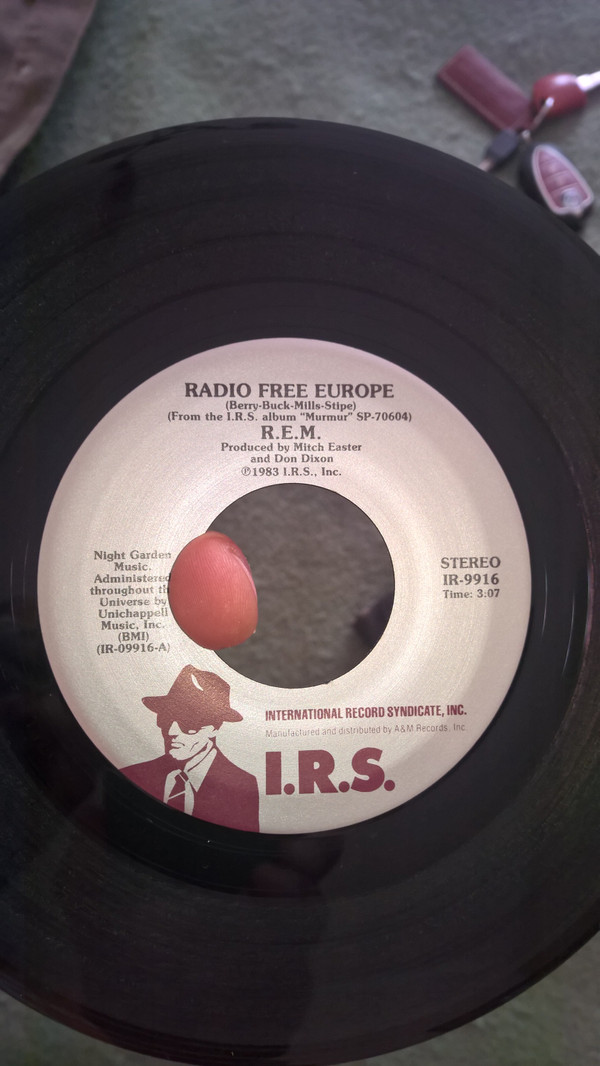 RADIO FREE EUROPE
(Berry-Buck-Mills-Stipe)
(From the I.R.S. album "Murmur" SP-70604)
R.E.M.
Produced by Mitch Easter
and Don Dixon
℗1983 I.R.S., Inc.
Night Garden
Music.
Administered
throughout
Universe by
Unichappell
Music, Inc.
(BMI)
(IR-09916-A)
STEREO
IR-9916
Time: 3:07
INTERNATIONAL RECORD SYNDICATE, INC.
Manufactured and distributed by A&M Records, Inc.
I.R.S.